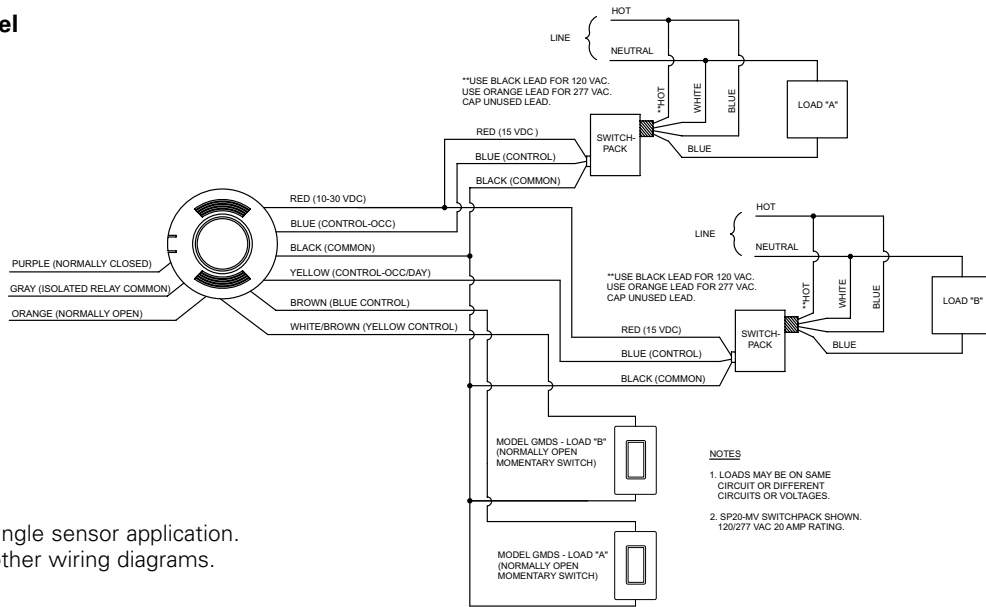 el
HOT
LINE
NEUTRAL
**USE BLACK LEAD FOR 120 VAC.
USE ORANGE LEAD FOR 277 VAC.
CAP UNUSED LEAD.
**HOT
WHITE
BLUE
LOAD "A"
SWITCH-
PACK
BLUE
RED (15 VDC )
BLUE (CONTROL)
BLACK (COMMON)
RED (10-30 VDC)
BLUE (CONTROL-OCC)
BLACK (COMMON)
YELLOW (CONTROL-OCC/DAY)
BROWN (BLUE CONTROL)
WHITE/BROWN (YELLOW CONTROL)
PURPLE (NORMALLY CLOSED)
GRAY (ISOLATED RELAY COMMON)
ORANGE (NORMALLY OPEN)
HOT
LINE
NEUTRAL
**USE BLACK LEAD FOR 120 VAC.
USE ORANGE LEAD FOR 277 VAC.
CAP UNUSED LEAD.
**HOT
WHITE
BLUE
LOAD "B"
SWITCH-
PACK
BLUE
RED (15 VDC)
BLUE (CONTROL)
BLACK (COMMON)
MODEL GMDS - LOAD "B"
(NORMALLY OPEN
MOMENTARY SWITCH)
NOTES
1. LOADS MAY BE ON SAME
CIRCUIT OR DIFFERENT
CIRCUITS OR VOLTAGES.
2. SP20-MV SWITCHPACK SHOWN.
120/277 VAC 20 AMP RATING.
MODEL GMDS - LOAD "A"
(NORMALLY OPEN
MOMENTARY SWITCH)
ngle sensor application.
other wiring diagrams.